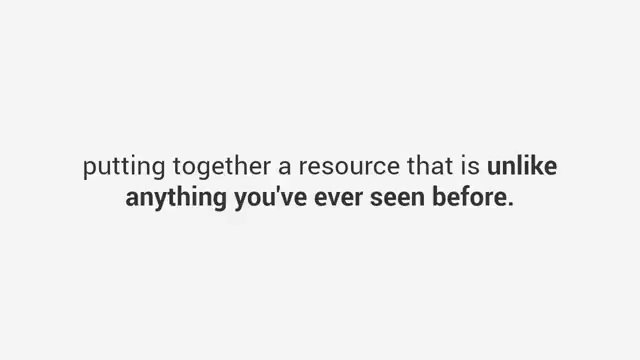 putting together a resource that is unlike
anything you've ever seen before.